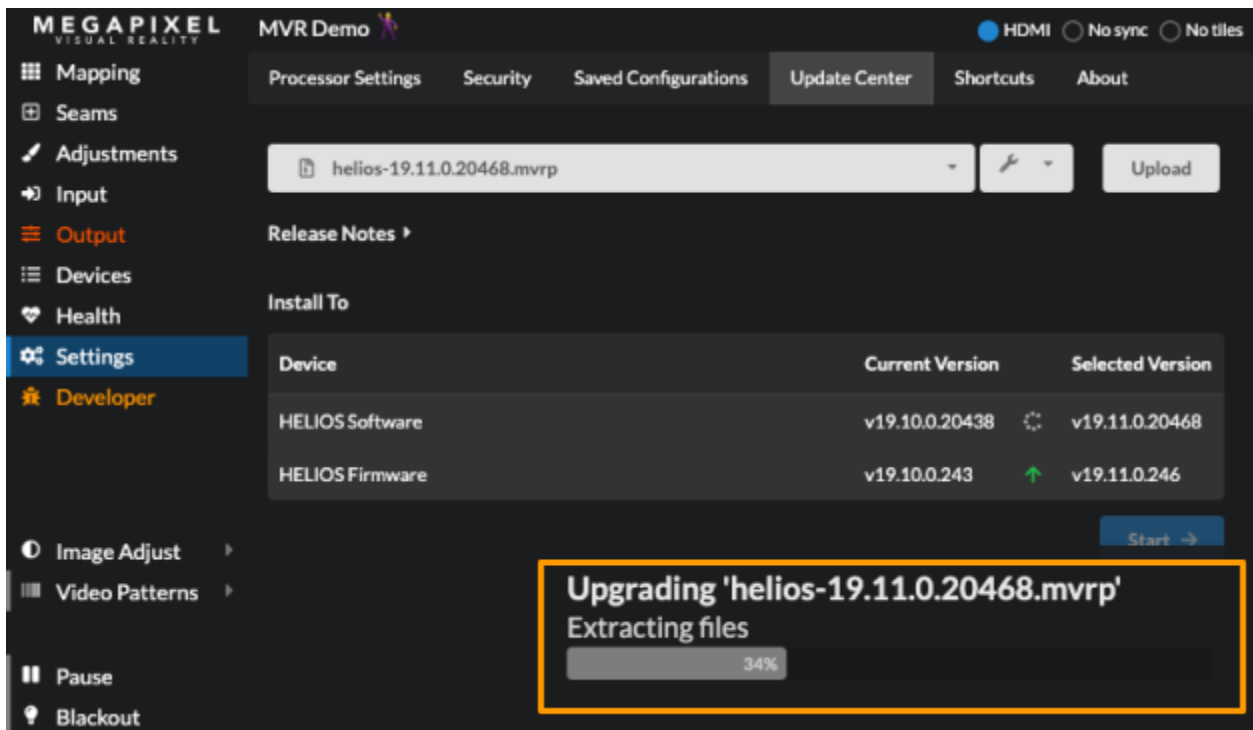 MEGAPIXEL
VISUAL REALITY
MVR Demo
HDMI No sync No tiles
Mapping
Seams
Adjustments
Input
Output
Devices
Health
Settings
Developer
Image Adjust
Video Patterns
Pause
Blackout
Processor Settings Security Saved Configurations Update Center Shortcuts About
helios-19.11.0.20468.mvrp
Upload
Release Notes
Install To
Device Current Version Selected Version
HELIOS Software v19.10.0.20438 v19.11.0.20468
HELIOS Firmware v19.10.0.243 v19.11.0.246
Start →
Upgrading 'helios-19.11.0.20468.mvrp'
Extracting files
34%